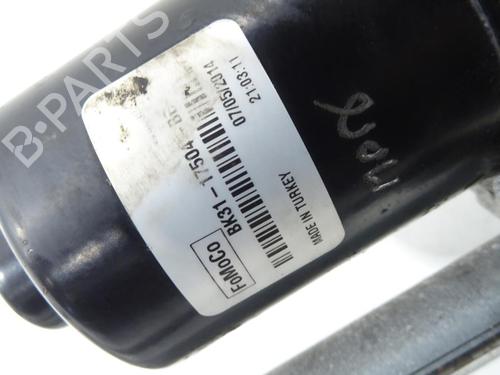 B-PARTS
07/05/2014 21:03:11
BK31-17504-
FoMoCo
MADE IN TURKEY